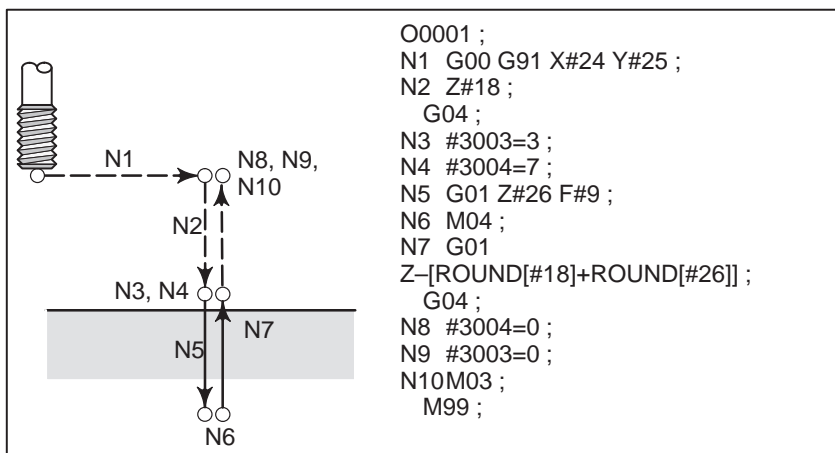 N1
N8, N9,
N10
N2
N3, N4
N7
N5
N6
O0001 ;
N1 G00 G91 X#24 Y#25 ;
N2 Z#18 ;
G04 ;
N3 #3003=3 ;
N4 #3004=7 ;
N5 G01 Z#26 F#9 ;
N6 M04 ;
N7 G01
Z–[ROUND[#18]+ROUND[#26]] ;
G04 ;
N8 #3004=0 ;
N9 #3003=0 ;
N10M03 ;
M99 ;